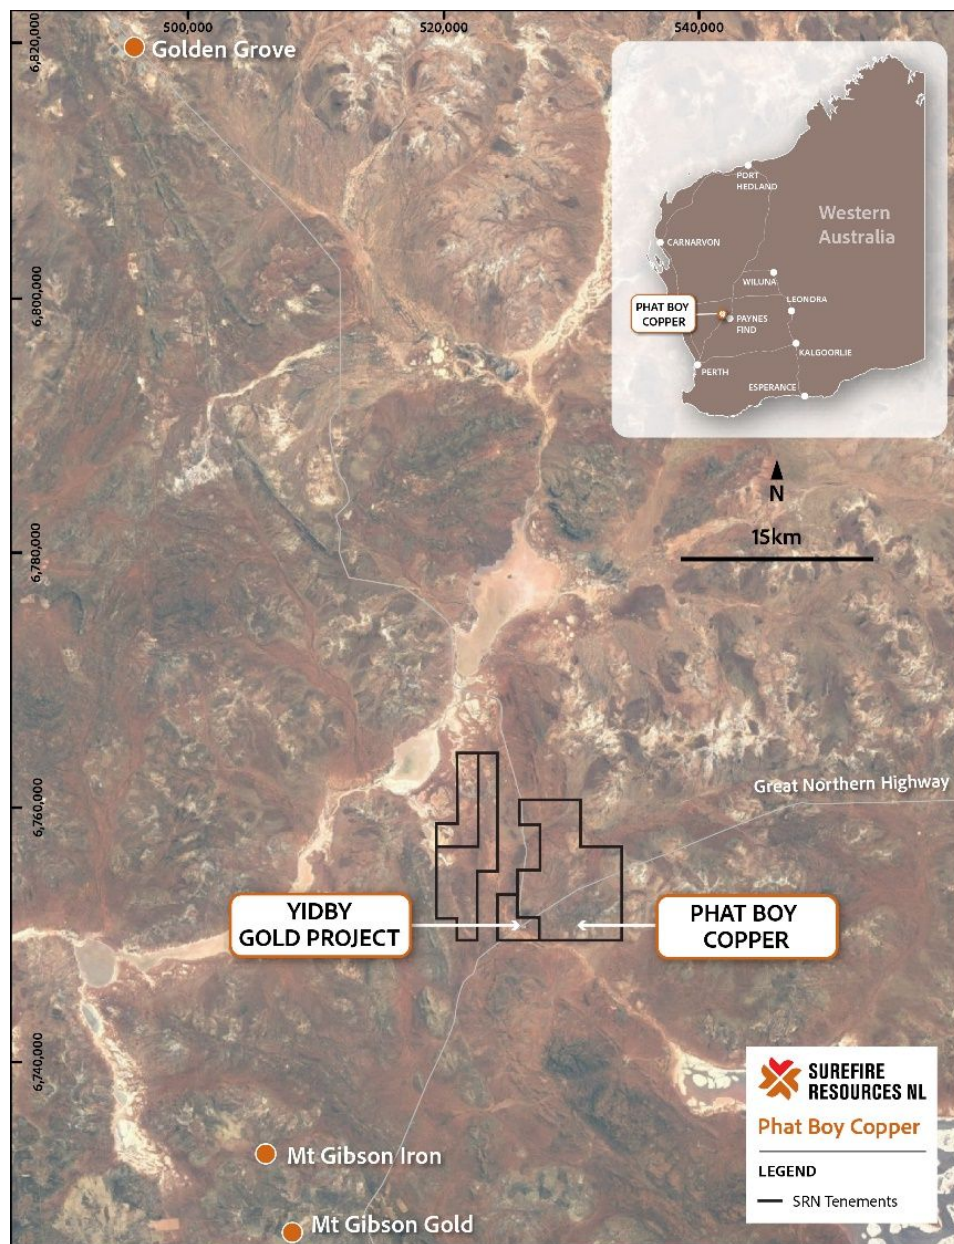 500,000
520,000
540,000
6,820,000
Golden Grove
PORT
HEDLAND
Western
Australia
CARNARVON
WILUNA
LEONDRA
6,800,000
PHAT BOY
COPPER
PAYNES
FIND
KALGOORLIE
PERTH
ESPERANCE
N
15km
6,780,000
Great Northern Highway
6,760,000
YIDBY
GOLD PROJECT
PHAT BOY
COPPER
6,740,000
SUREFIRE
RESOURCES NL
Phat Boy Copper
LEGEND
SRN Tenements
Mt Gibson Iron
Mt Gibson Gold